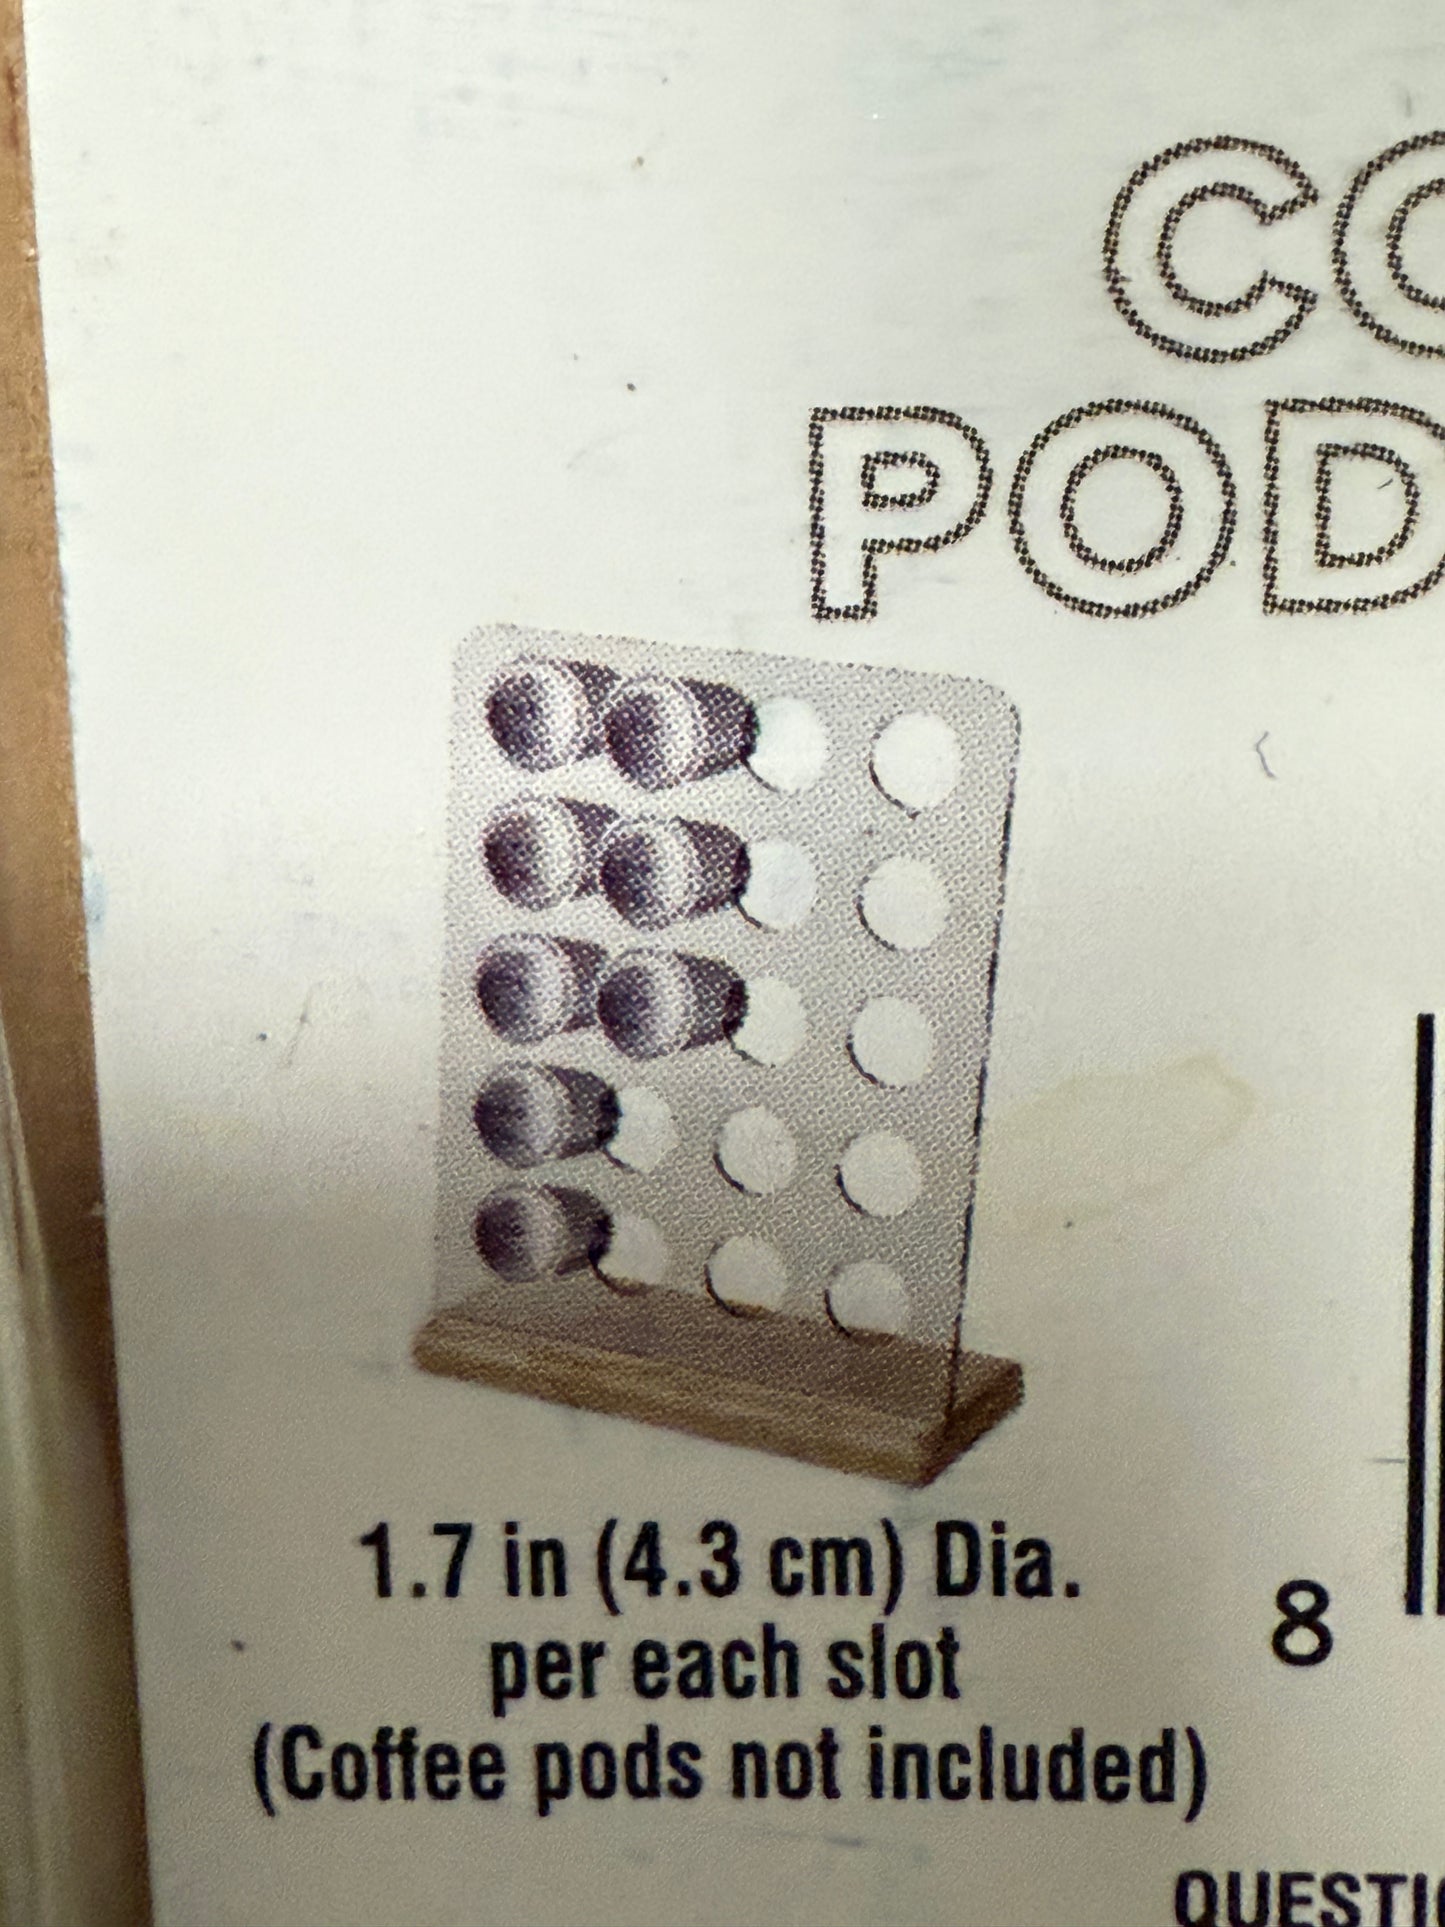 CO
POD
1.7 in (4.3 cm) Dia.
per each slot
(Coffee pods not included)
8
QUESTI